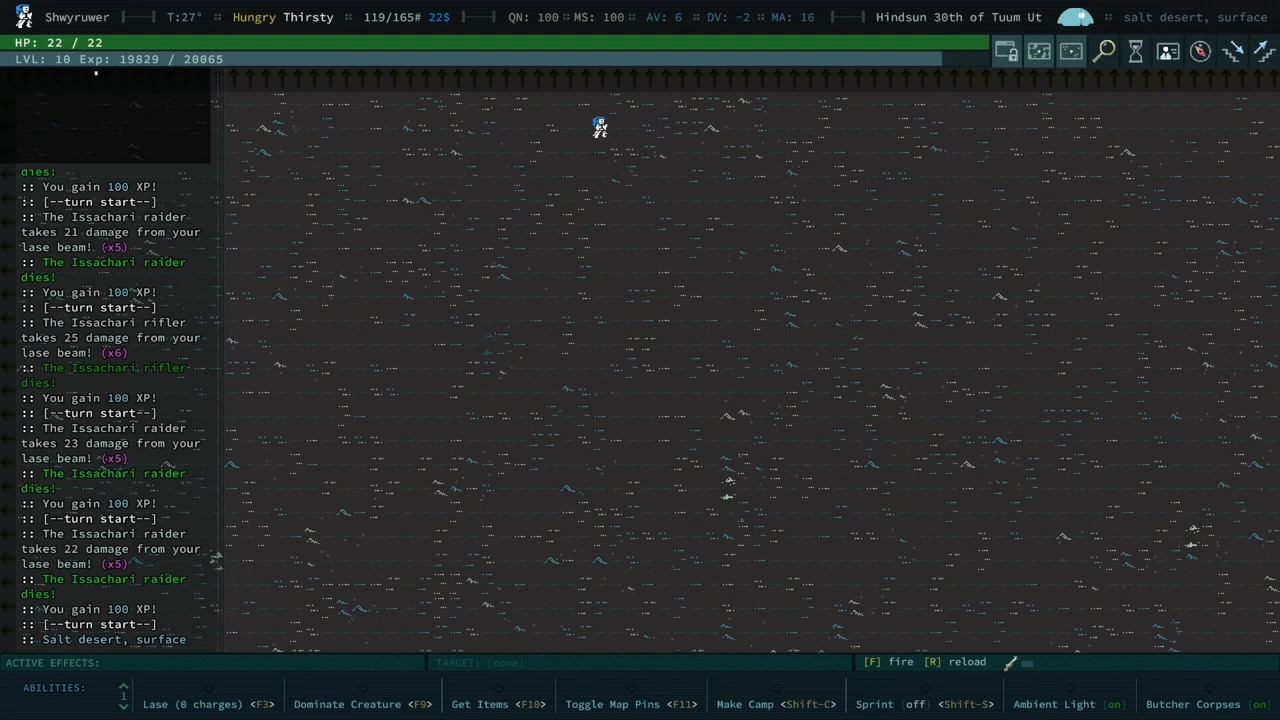 Shwyruwer T:27° Hungry Thirsty 119/165# 22$ QN: 100 MS: 100 AV: 6 DV: -2 MA: 16 Hindsun 30th of Tuum Ut salt desert, surface
HP: 22 / 22
LVL: 10 Exp: 19829 / 20065
dies!
:: You gain 100 XP!
:: [--turn start--]
:: The Issachari raider
takes 21 damage from your
lase beam! (x5)
:: The Issachari raider
dies!
:: You gain 100 XP!
:: [--turn start--]
:: The Issachari rifler
takes 25 damage from your
lase beam! (x6)
:: The Issachari rifler
dies!
:: You gain 100 XP!
:: [--turn start--]
:: The Issachari raider
takes 23 damage from your
lase beam! (x5)
:: The Issachari raider
dies!
:: You gain 100 XP!
:: [--turn start--]
:: The Issachari raider
takes 22 damage from your
lase beam! (x5)
:: The Issachari raider
dies!
:: You gain 100 XP!
:: [--turn start--]
:: Salt desert, surface
ACTIVE EFFECTS: TARGET: [none] [F] fire [R] reload
ABILITIES: 1 Lase (0 charges) <F3> Dominate Creature <F9> Get Items <F10> Toggle Map Pins <F11> Make Camp <Shift-C> Sprint [off] <Shift-S> Ambient Light [on] Butcher Corpses [on]